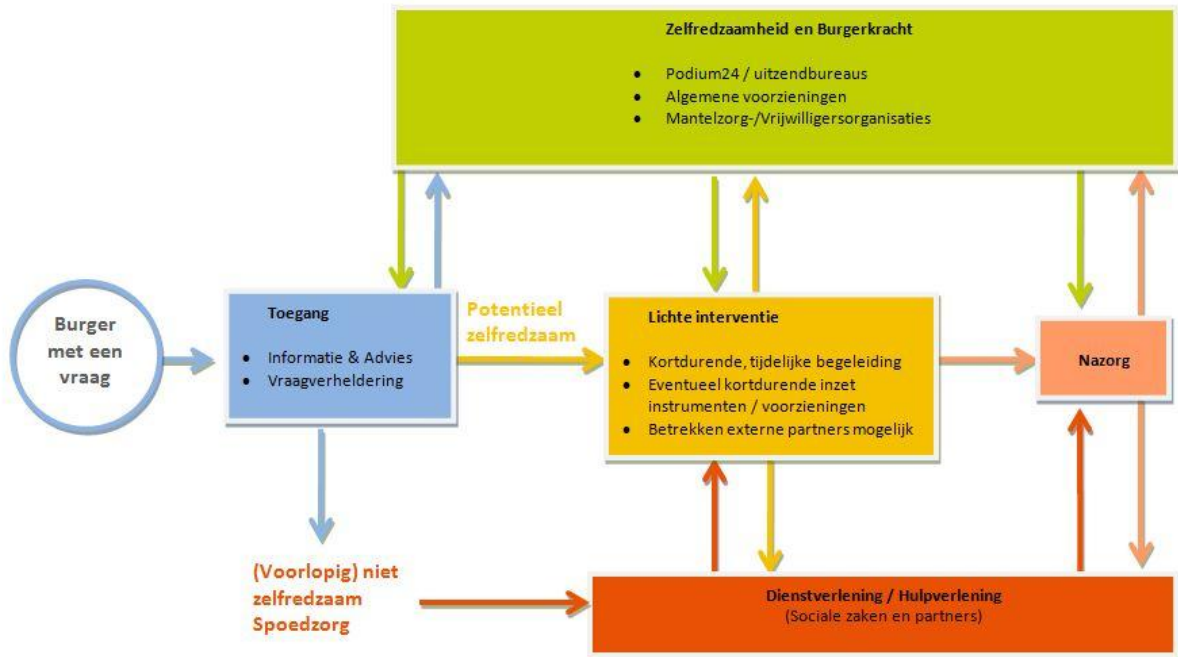 Zelfredzaamheid en Burgerkracht
• Podium24 / uitzendbureaus
• Algemene voorzieningen
• Mantelzorg-/Vrijwilligersorganisaties
Burger
met een
vraag
Toegang
• Informatie & Advies
• Vraagverheldering
Potentieel
zelfredzaam
Lichte interventie
• Kortdurende, tijdelijke begeleiding
• Eventueel kortdurende inzet
instrumenten / voorzieningen
• Betrekken externe partners mogelijk
Nazorg
(Voorlopig) niet
zelfredzaam
Spoedzorg
Dienstverlening / Hulpverlening
(Sociale zaken en partners)